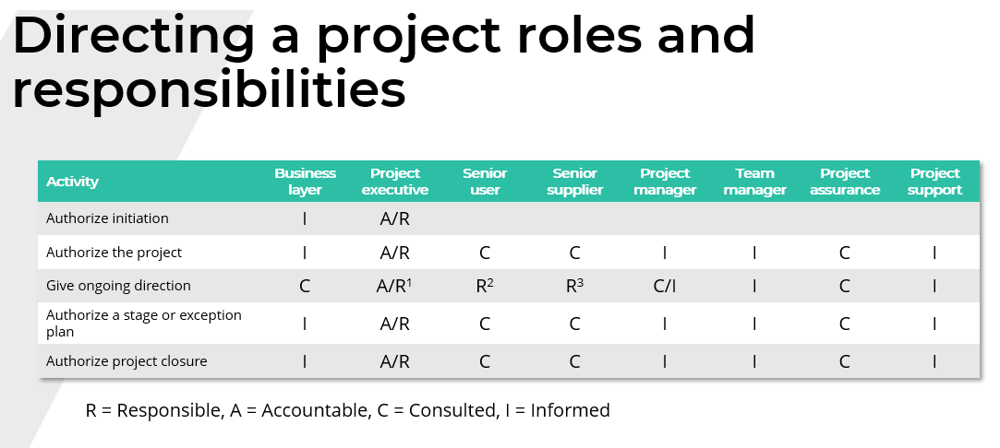 Directing a project roles and
responsibilities
Activity Business layer Project executive Senior user Senior supplier Project manager Team manager Project assurance Project support
Authorize initiation I A/R
Authorize the project I A/R C C I I C I
Give ongoing direction C A/R¹ R² R³ C/I I C I
Authorize a stage or exception plan I A/R C C I I C I
Authorize project closure I A/R C C I I C I
R = Responsible, A = Accountable, C = Consulted, I = Informed